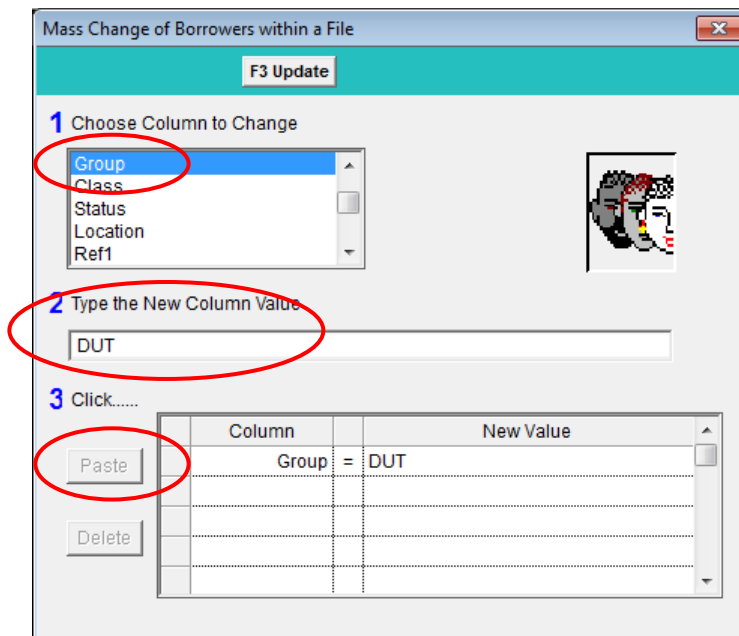 Mass Change of Borrowers within a File
F3 Update
1 Choose Column to Change
Group
Class
Status
Location
Ref1
2 Type the New Column Value
DUT
3 Click......
Column New Value
Paste
Group = DUT
Delete